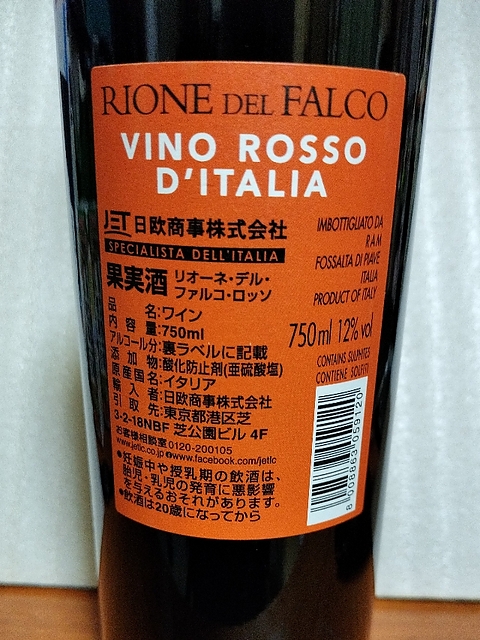 RIONE DEL FALCO
VINO ROSSO
D'ITALIA
JET日欧商事株式会社
SPECIALISTA DELL'ITALIA
果実酒 リオーネ・デル・
ファルコ・ロッソ
品名:ワイン
内容量:750ml
アルコール分:裏ラベルに記載
添加物:酸化防止剤(亜硫酸塩)
原産国名:イタリア
輸入者:日欧商事株式会社
引取先:東京都港区芝
3-2-18NBF 芝公園ビル 4F
お客様相談室 0120-200105
www.jetlc.co.jp www.facebook.com/jetlc
●妊娠中や授乳期の飲酒は、
胎児・乳児の発育に悪影響
を与えるおそれがあります。
●飲酒は20歳になってから
IMBOTTIGLIATO DA
R.A.M.
FOSSALTA DI PIAVE
ITALIA
PRODUCT OF ITALY
750ml 12% vol
CONTAINS SULPHITES
CONTIENE SOLFITI
8 008863 059120